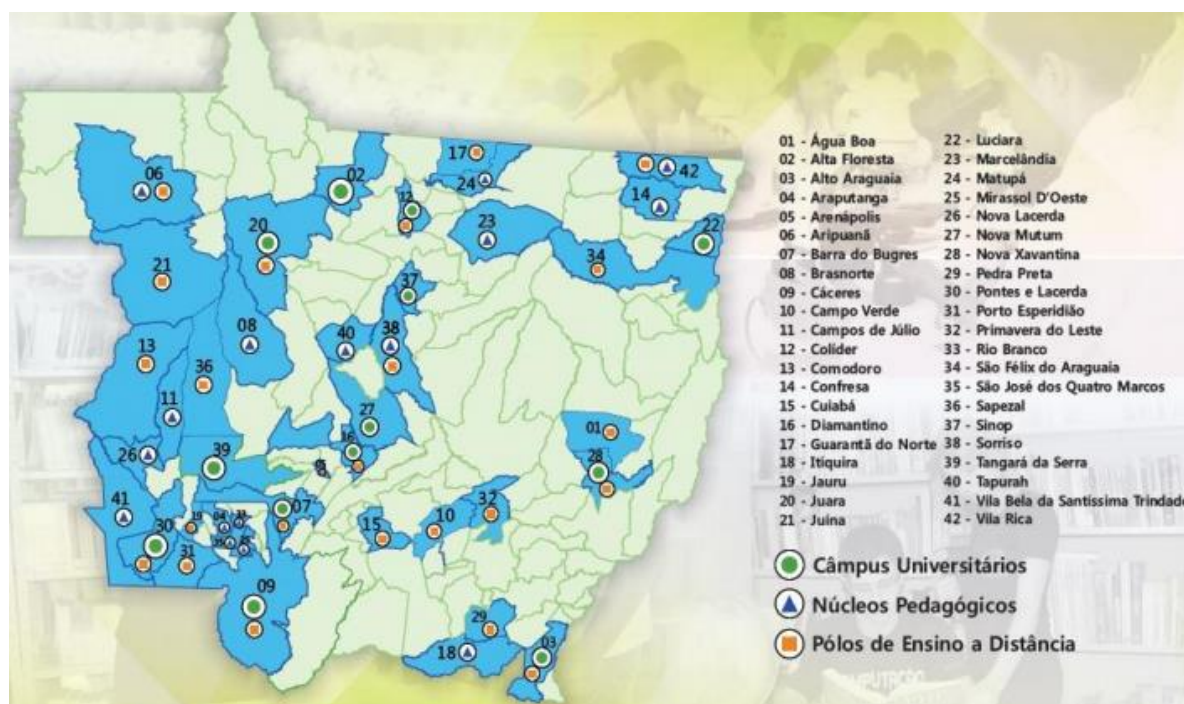 06
02
17
24
42
14
12
20
23
22
21
34
37
08
40
38
13
36
11
27
01
26
39
16
28
41
07
32
30
19
04
15
10
31
09
29
18
03
01 - Água Boa
02 - Alta Floresta
03 - Alto Araguaia
04 - Araputanga
05 - Arenápolis
06 - Aripuanã
07 - Barra do Bugres
08 - Brasnorte
09 - Cáceres
10 - Campo Verde
11 - Campos de Júlio
12 - Colíder
13 - Comodoro
14 - Confresa
15 - Cuiabá
16 - Diamantino
17 - Guarantã do Norte
18 - Itiquira
19 - Jauru
20 - Juara
21 - Juína
22 - Luciara
23 - Marcelândia
24 - Matupá
25 - Mirassol D'Oeste
26 - Nova Lacerda
27 - Nova Mutum
28 - Nova Xavantina
29 - Pedra Preta
30 - Pontes e Lacerda
31 - Porto Esperidião
32 - Primavera do Leste
33 - Rio Branco
34 - São Félix do Araguaia
35 - São José dos Quatro Marcos
36 - Sapezal
37 - Sinop
38 - Sorriso
39 - Tangará da Serra
40 - Tapurah
41 - Vila Bela da Santíssima Trindade
42 - Vila Rica
Câmpus Universitários
Núcleos Pedagógicos
Pólos de Ensino a Distância